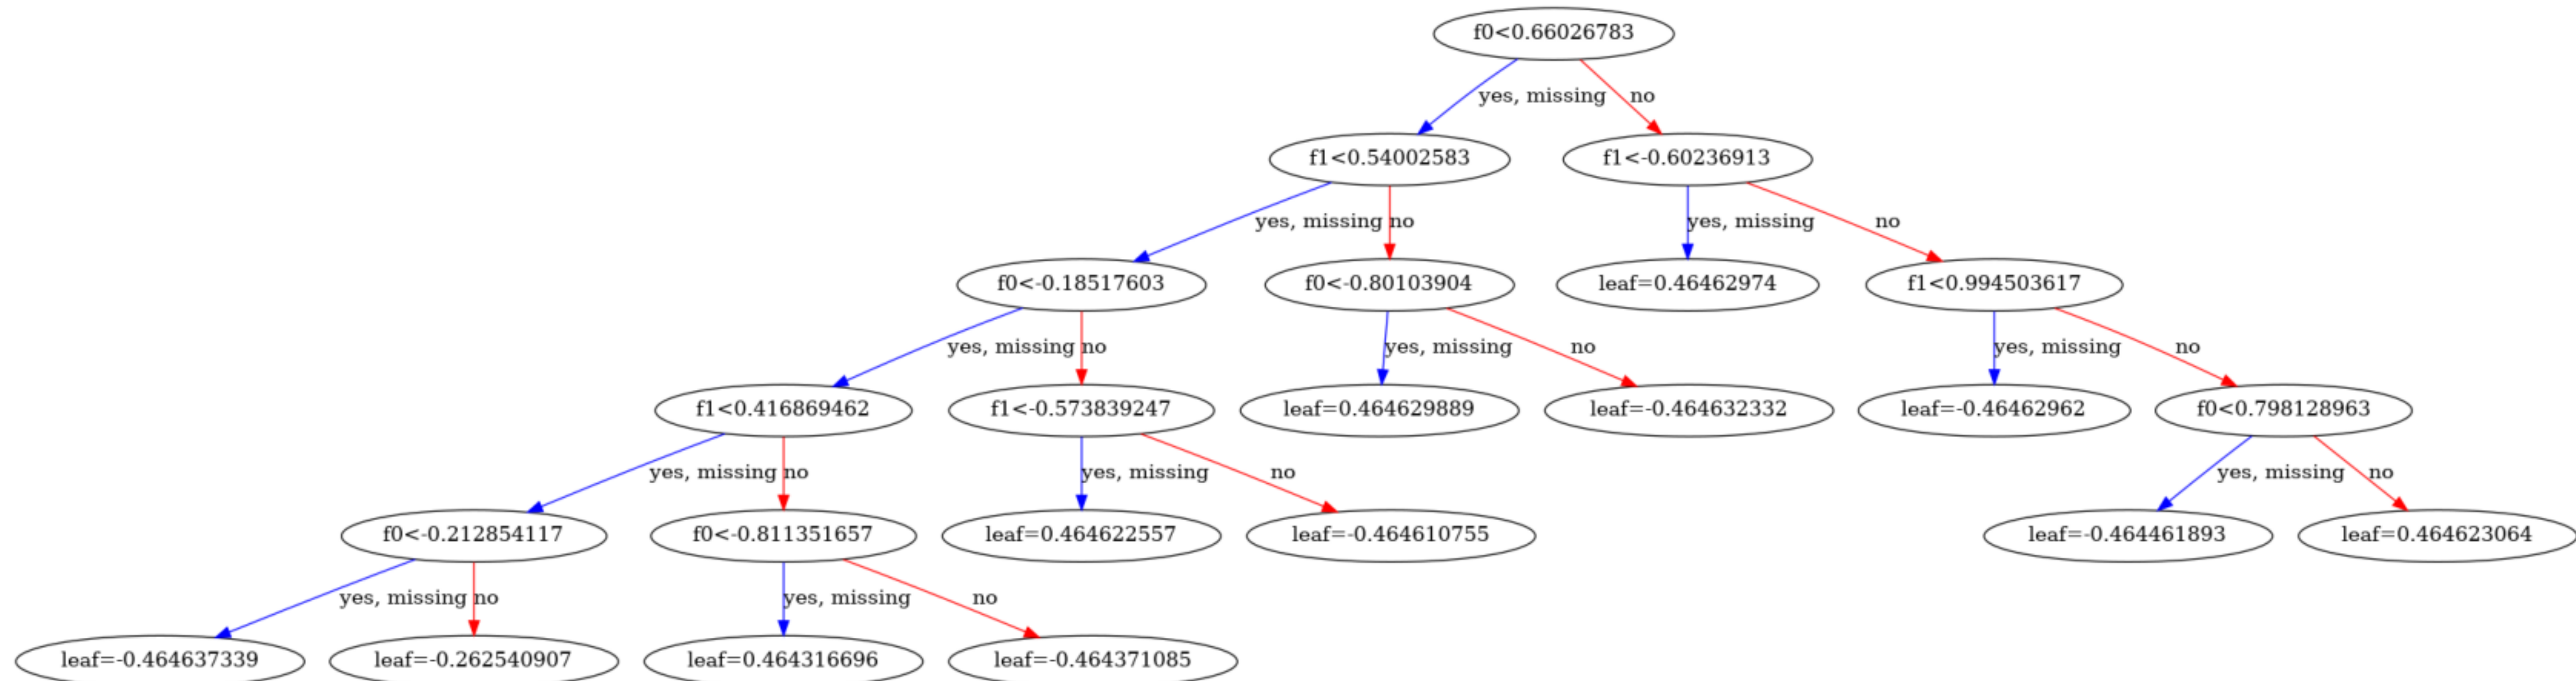 f0<0.66026783
yes, missing no
f1<0.54002583 f1<-0.60236913
yes, missing no yes, missing no
f0<-0.18517603 f0<-0.80103904 leaf=0.46462974 f1<0.994503617
yes, missing no yes, missing no yes, missing no
f1<0.416869462 f1<-0.573839247 leaf=0.464629889 leaf=-0.464632332 leaf=-0.46462962 f0<0.798128963
yes, missing no yes, missing no yes, missing no
f0<-0.212854117 f0<-0.811351657 leaf=0.464622557 leaf=-0.464610755 leaf=-0.464461893 leaf=0.464623064
yes, missing no yes, missing no
leaf=-0.464637339 leaf=-0.262540907 leaf=0.464316696 leaf=-0.464371085